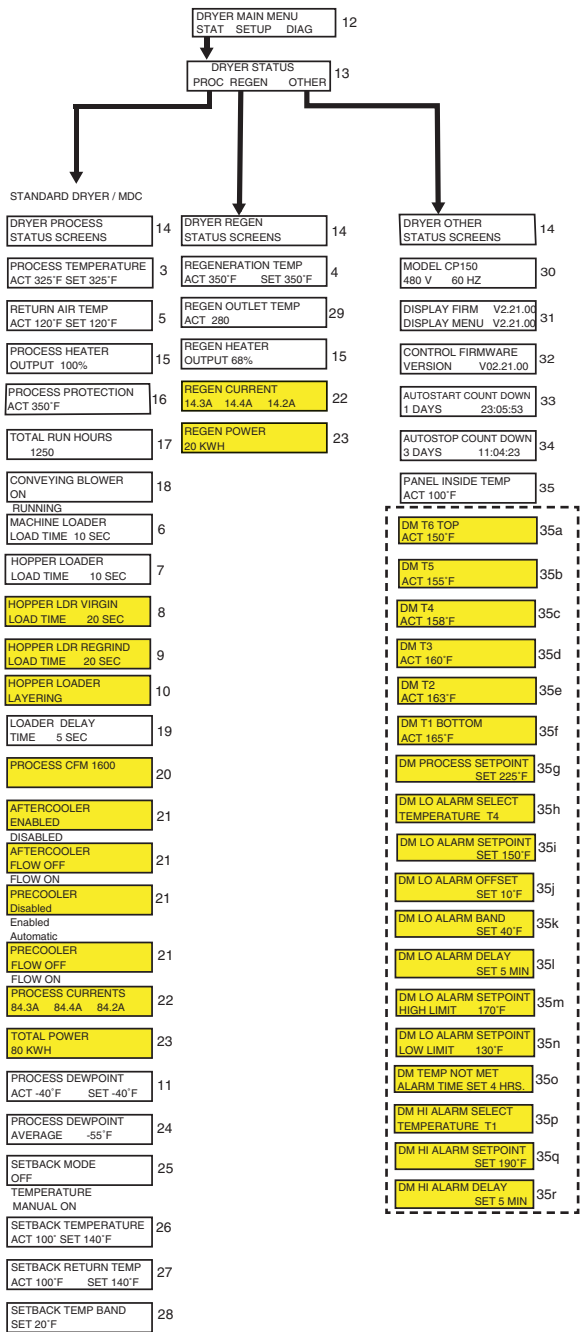 DRYER MAIN MENU
STAT SETUP DIAG
12
DRYER STATUS
PROC REGEN OTHER
13
STANDARD DRYER / MDC
DRYER PROCESS
STATUS SCREENS
14
PROCESS TEMPERATURE
ACT 325°F SET 325°F
3
RETURN AIR TEMP
ACT 120°F SET 120°F
5
PROCESS HEATER
OUTPUT 100%
15
PROCESS PROTECTION
ACT 350°F
16
TOTAL RUN HOURS
1250
17
CONVEYING BLOWER
ON
18
RUNNING
MACHINE LOADER
LOAD TIME 10 SEC
6
HOPPER LOADER
LOAD TIME 10 SEC
7
HOPPER LDR VIRGIN
LOAD TIME 20 SEC
8
HOPPER LDR REGRIND
LOAD TIME 20 SEC
9
HOPPER LOADER
LAYERING
10
LOADER DELAY
TIME 5 SEC
19
PROCESS CFM 1600
20
AFTERCOOLER
ENABLED
21
DISABLED
AFTERCOOLER
FLOW OFF
21
FLOW ON
PRECOOLER
Disabled
21
Enabled
Automatic
PRECOOLER
FLOW OFF
21
FLOW ON
PROCESS CURRENTS
84.3A 84.4A 84.2A
22
TOTAL POWER
80 KWH
23
PROCESS DEWPOINT
ACT -40°F SET -40°F
11
PROCESS DEWPOINT
AVERAGE -55°F
24
SETBACK MODE
OFF
25
TEMPERATURE
MANUAL ON
SETBACK TEMPERATURE
ACT 100° SET 140°F
26
SETBACK RETURN TEMP
ACT 100°F SET 140°F
27
SETBACK TEMP BAND
SET 20°F
28
DRYER REGEN
STATUS SCREENS
14
REGENERATION TEMP
ACT 350°F SET 350°F
4
REGEN OUTLET TEMP
ACT 280
29
REGEN HEATER
OUTPUT 68%
15
REGEN CURRENT
14.3A 14.4A 14.2A
22
REGEN POWER
20 KWH
23
DRYER OTHER
STATUS SCREENS
14
MODEL CP150
480 V 60 HZ
30
DISPLAY FIRM V2.21.00
DISPLAY MENU V2.21.00
31
CONTROL FIRMWARE
VERSION V02.21.00
32
AUTOSTART COUNT DOWN
1 DAYS 23:05:53
33
AUTOSTOP COUNT DOWN
3 DAYS 11:04:23
34
PANEL INSIDE TEMP
ACT 100°F
35
DM T6 TOP
ACT 150°F
35a
DM T5
ACT 155°F
35b
DM T4
ACT 158°F
35c
DM T3
ACT 160°F
35d
DM T2
ACT 163°F
35e
DM T1 BOTTOM
ACT 165°F
35f
DM PROCESS SETPOINT
SET 225°F
35g
DM LO ALARM SELECT
TEMPERATURE T4
35h
DM LO ALARM SETPOINT
SET 150°F
35i
DM LO ALARM OFFSET
SET 10°F
35j
DM LO ALARM BAND
SET 40°F
35k
DM LO ALARM DELAY
SET 5 MIN
35l
DM LO ALARM SETPOINT
HIGH LIMIT 170°F
35m
DM LO ALARM SETPOINT
LOW LIMIT 130°F
35n
DM TEMP NOT MET
ALARM TIME SET 4 HRS.
35o
DM HI ALARM SELECT
TEMPERATURE T1
35p
DM HI ALARM SETPOINT
SET 190°F
35q
DM HI ALARM DELAY
SET 5 MIN
35r